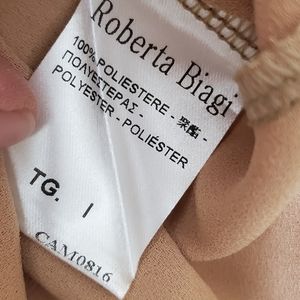 Roberta Biagi
100% POLIESTERE - 聚酯 -
ΠΟΛΥΕΣΤΕΡΑΣ -
POLYESTER - POLIÉSTER
TG. I
CAM0816